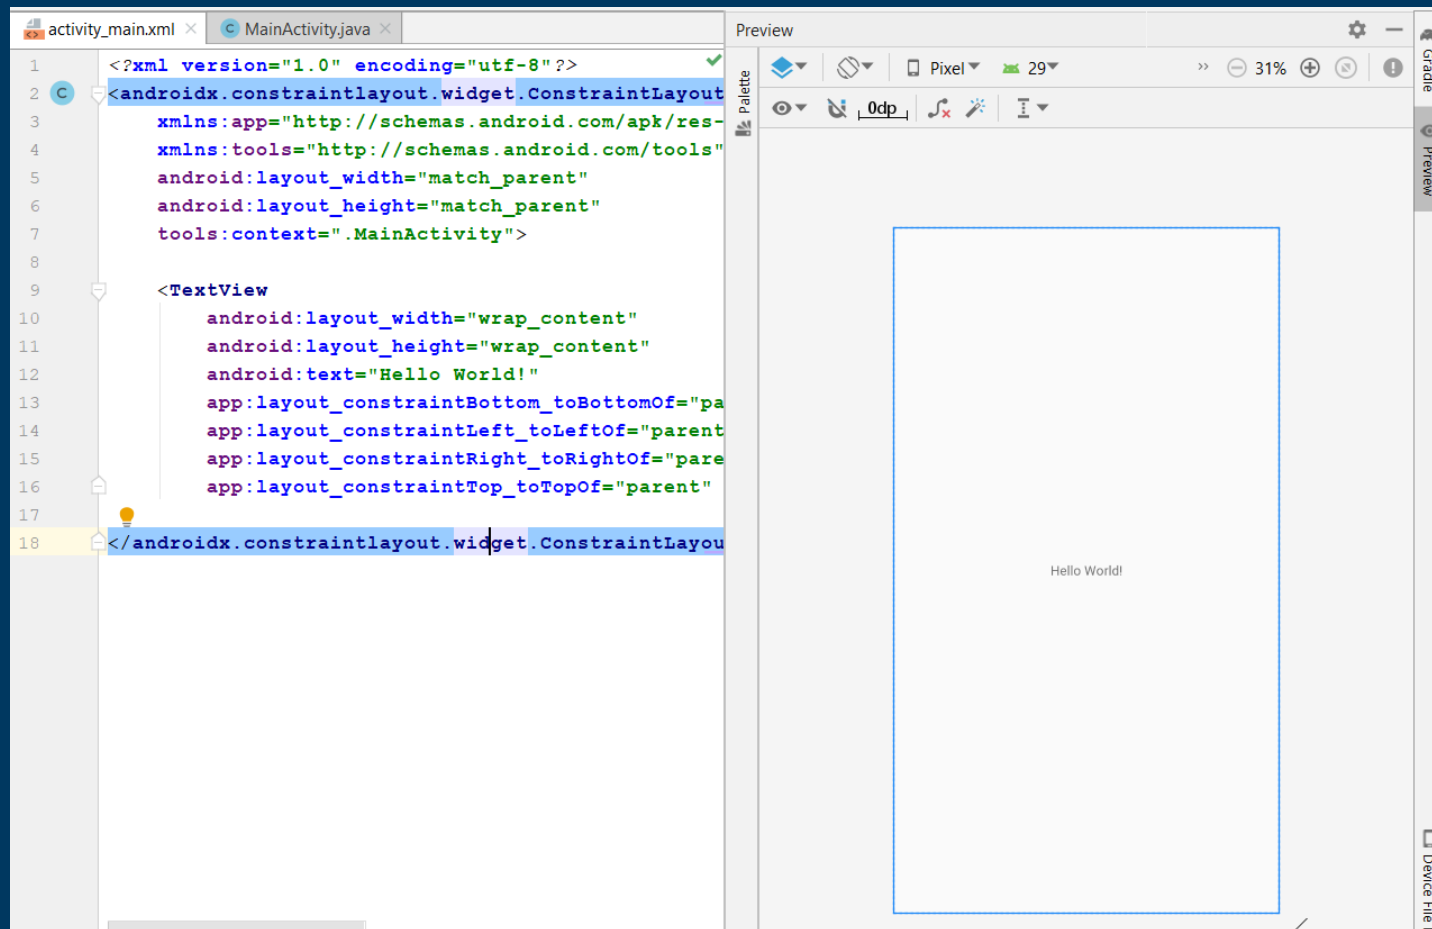 activity_main.xml
MainActivity.java
1 <?xml version="1.0" encoding="utf-8"?>
2 C <androidx.constraintlayout.widget.ConstraintLayout
3 xmlns:app="http://schemas.android.com/apk/res-
4 xmlns:tools="http://schemas.android.com/tools"
5 android:layout_width="match_parent"
6 android:layout_height="match_parent"
7 tools:context=".MainActivity">
8
9 <TextView
10 android:layout_width="wrap_content"
11 android:layout_height="wrap_content"
12 android:text="Hello World!"
13 app:layout_constraintBottom_toBottomOf="pa
14 app:layout_constraintLeft_toLeftOf="parent
15 app:layout_constraintRight_toRightOf="pare
16 app:layout_constraintTop_toTopOf="parent"
17
18 </androidx.constraintlayout.widget.ConstraintLayou
Preview
Palette
Pixel 29 31%
0dp
Hello World!
Gradle
Preview
Device File